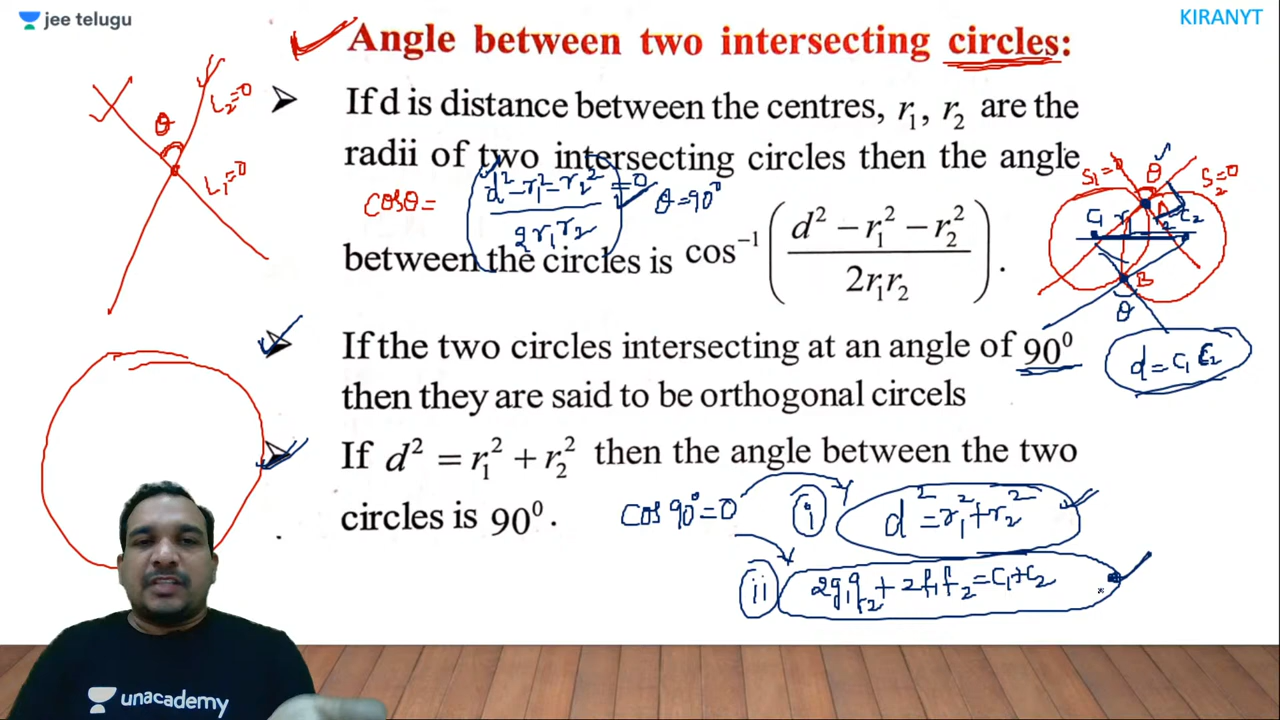 jee telugu
KIRANYT
Angle between two intersecting circles:
If d is distance between the centres, r₁, r₂ are the
radii of two intersecting circles then the angle
cosθ = d²-r₁²-r₂² / 2r₁r₂ = 0 θ=90⁰
between the circles is cos⁻¹ ( d² - r₁² - r₂² / 2r₁r₂ ) .
If the two circles intersecting at an angle of 90⁰
then they are said to be orthogonal circels
If d² = r₁² + r₂² then the angle between the two
circles is 90⁰ .
cos 90°=0
i d²=r₁²+r₂²
ii 2g₁g₂+2f₁f₂=c₁+c₂
θ
L₂=0
L₁=0
S₁=0
θ
S₂=0
A
C₁
r₁
r₂
C₂
B
θ
d=C₁C₂
unacademy